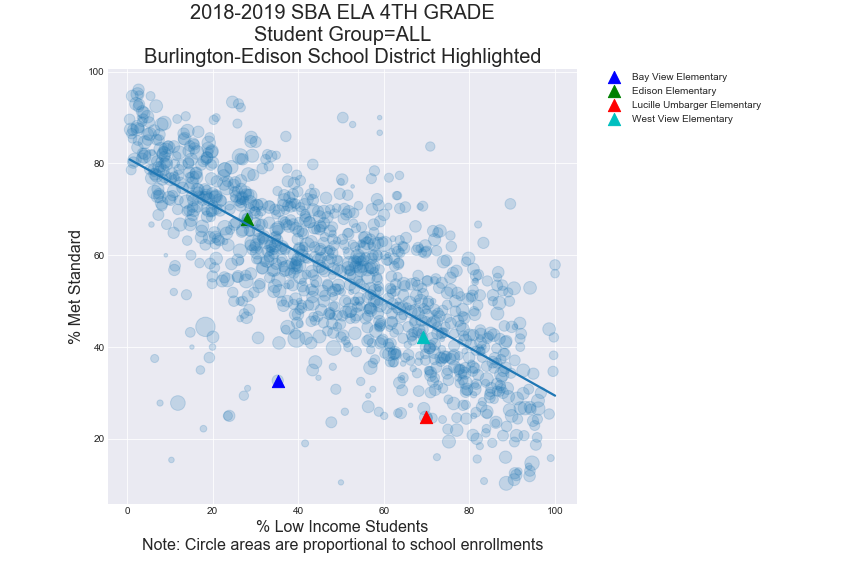 2018-2019 SBA ELA 4TH GRADE
Student Group=ALL
Burlington-Edison School District Highlighted
Bay View Elementary
Edison Elementary
Lucille Umbarger Elementary
West View Elementary
% Met Standard
100
80
60
40
20
0 20 40 60 80 100
% Low Income Students
Note: Circle areas are proportional to school enrollments